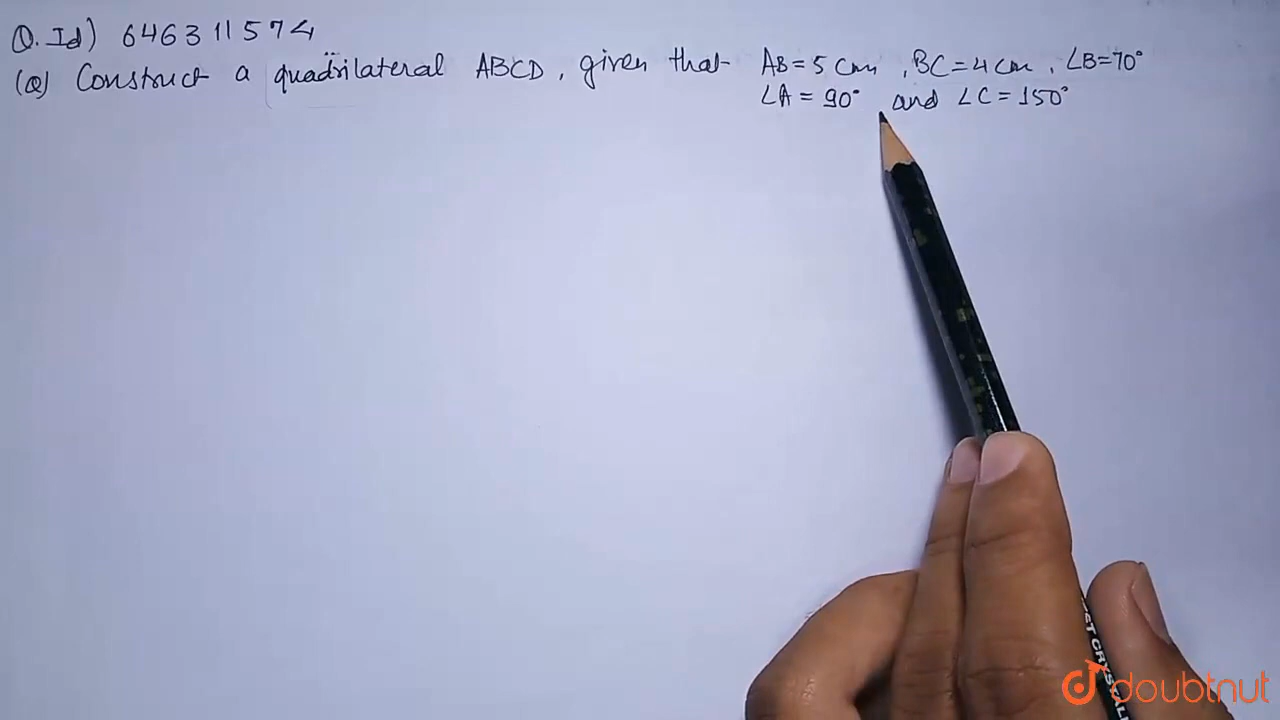 Q.Id) 646311574
(Q) Construct a quadrilateral ABCD, given that AB=5 cm, BC=4 cm, ∠B=70°
∠A = 90° and ∠C = 150°
doubtnut